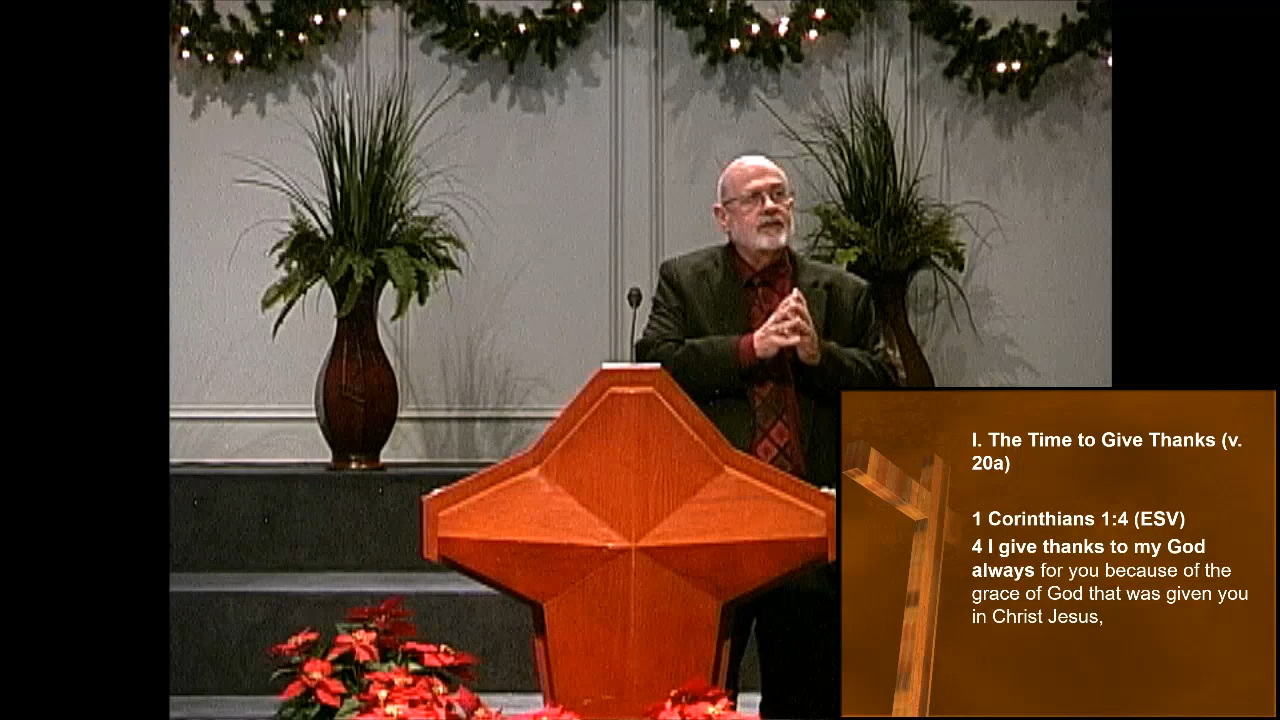 I. The Time to Give Thanks (v.
20a)
1 Corinthians 1:4 (ESV)
4 I give thanks to my God
always for you because of the
grace of God that was given you
in Christ Jesus,